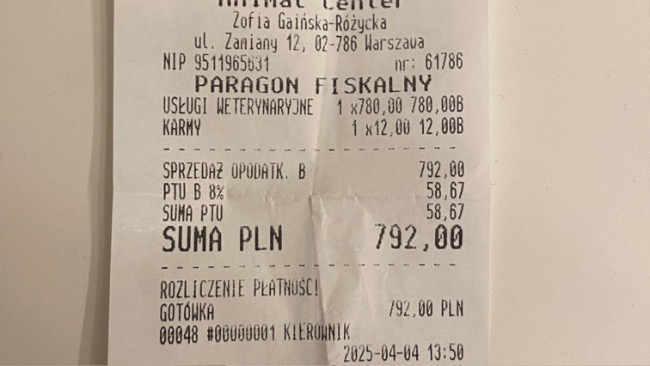 Animal Center
Zofia Gaińska-Różycka
ul. Zaniany 12, 02-786 Warszawa
NIP 9511965631 nr: 61786
PARAGON FISKALNY
USŁUGI WETERYNARYJNE 1 x780,00 780,00B
KARMY 1 x12,00 12,00B
SPRZEDAŻ OPODATK. B 792,00
PTU B 8% 58,67
SUMA PTU 58,67
SUMA PLN 792,00
ROZLICZENIE PŁATNOŚCI
GOTÓWKA 792,00 PLN
00048 #00000001 KIEROWNIK
2025-04-04 13:50